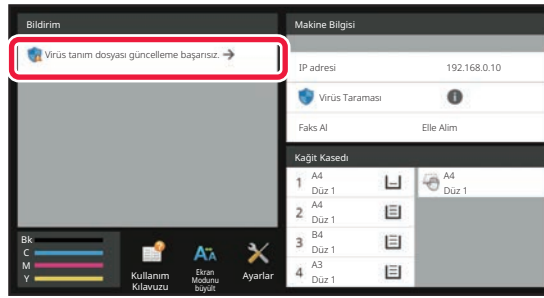 Bildirim
Virüs tanım dosyası güncelleme başarısız. →
Makine Bilgisi
IP adresi 192.168.0.10
Virüs Taraması
Faks Al Elle Alim
Kağit Kasedı
1 A4
Düz 1
A4
Düz 1
2 A4
Düz 1
3 B4
Düz 1
4 A3
Düz 1
Bk
C
M
Y
Kullanım
Kılavuzu
Ekran
Modunu
büyült
Ayarlar